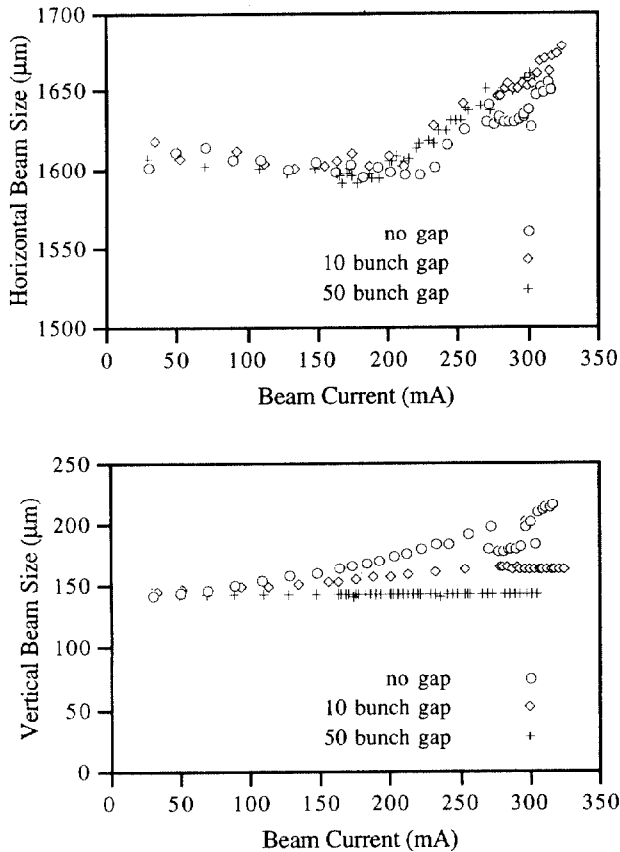 1700
1650
1600
1550
1500
Horizontal Beam Size (μm)
no gap
10 bunch gap
50 bunch gap
0 50 100 150 200 250 300 350
Beam Current (mA)
250
200
150
100
50
0
Vertical Beam Size (μm)
no gap
10 bunch gap
50 bunch gap
0 50 100 150 200 250 300 350
Beam Current (mA)